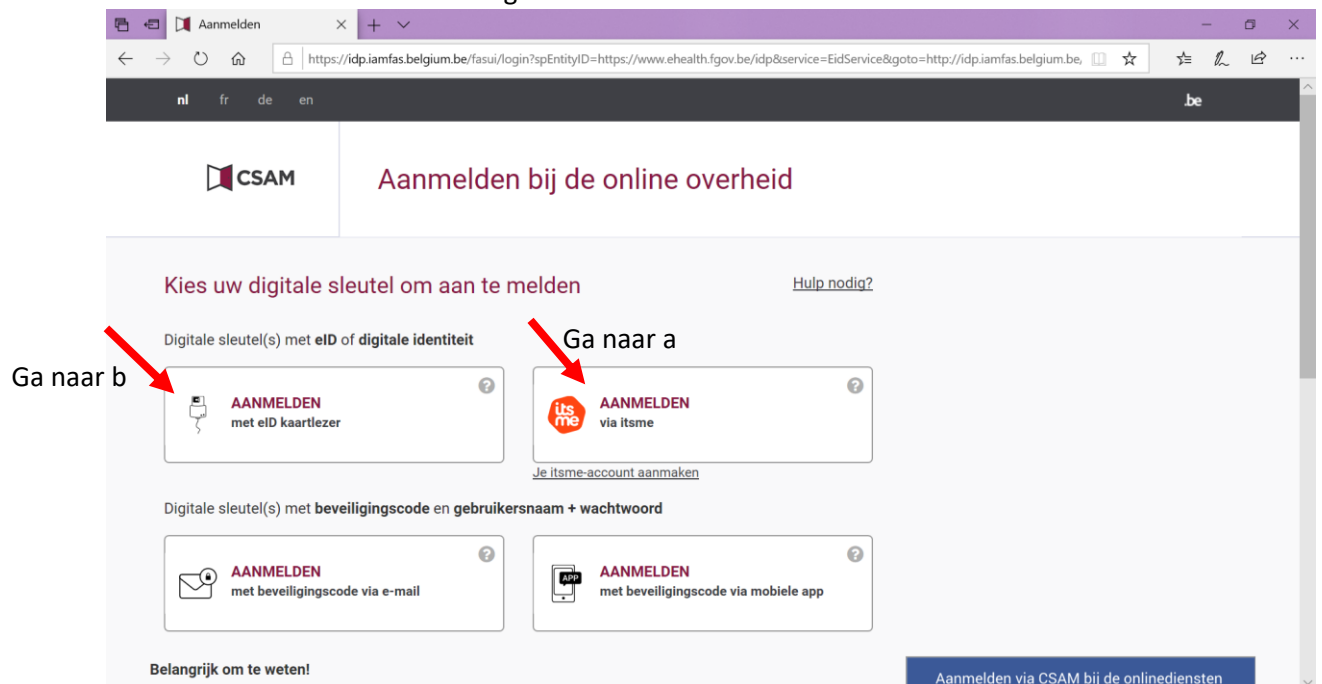 Aanmelden
https://idp.iamfas.belgium.be/fasui/login?spEntityID=https://www.ehealth.fgov.be/idp&service=EidService&goto=http://idp.iamfas.belgium.be,
nl fr de en
.be
CSAM
Aanmelden bij de online overheid
Kies uw digitale sleutel om aan te melden
Hulp nodig?
Digitale sleutel(s) met eID of digitale identiteit
Ga naar a
Ga naar b
AANMELDEN
met eID kaartlezer
itsme
AANMELDEN
via itsme
Je itsme-account aanmaken
Digitale sleutel(s) met beveiligingscode en gebruikersnaam + wachtwoord
AANMELDEN
met beveiligingscode via e-mail
APP
AANMELDEN
met beveiligingscode via mobiele app
Belangrijk om te weten!
Aanmelden via CSAM bij de onlinediensten